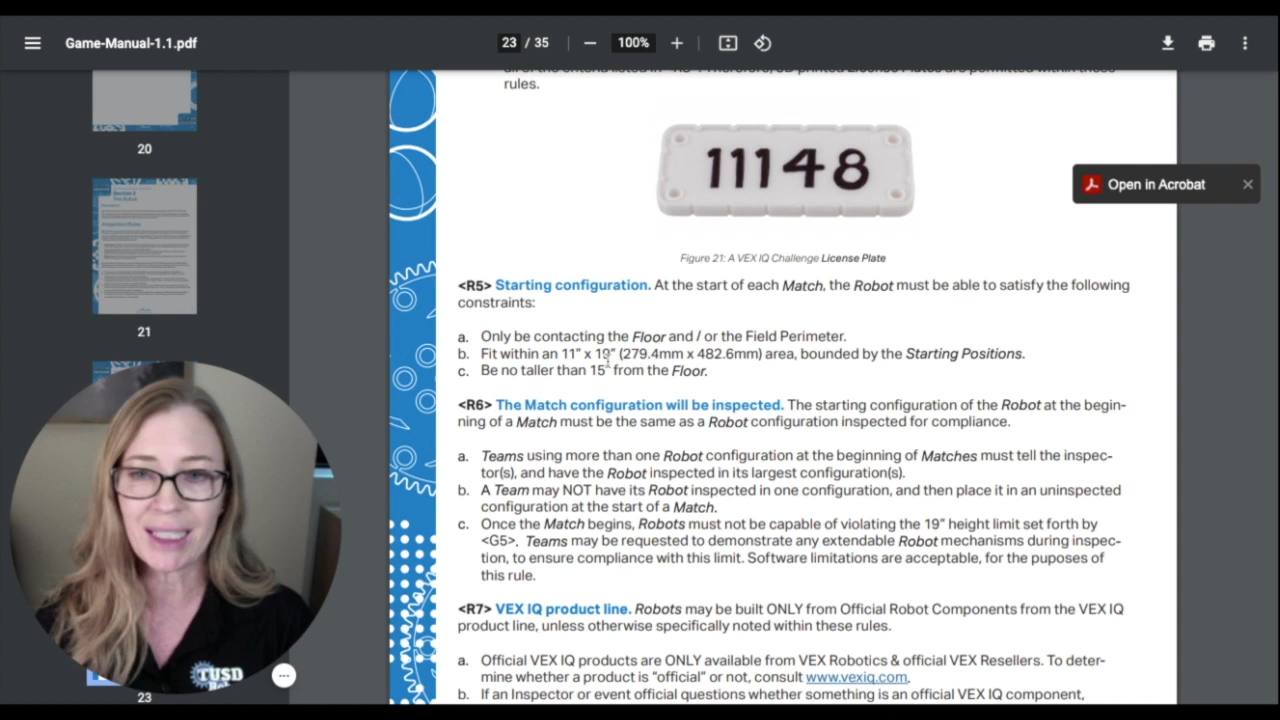 Game-Manual-1.1.pdf
23 / 35
100%
rules.
11148
Figure 21: A VEX IQ Challenge License Plate
<R5> Starting configuration. At the start of each Match, the Robot must be able to satisfy the following
constraints:
a. Only be contacting the Floor and / or the Field Perimeter.
b. Fit within an 11” x 19” (279.4mm x 482.6mm) area, bounded by the Starting Positions.
c. Be no taller than 15” from the Floor.
<R6> The Match configuration will be inspected. The starting configuration of the Robot at the begin-
ning of a Match must be the same as a Robot configuration inspected for compliance.
a. Teams using more than one Robot configuration at the beginning of Matches must tell the inspec-
tor(s), and have the Robot inspected in its largest configuration(s).
b. A Team may NOT have its Robot inspected in one configuration, and then place it in an uninspected
configuration at the start of a Match.
c. Once the Match begins, Robots must not be capable of violating the 19” height limit set forth by
<G5>. Teams may be requested to demonstrate any extendable Robot mechanisms during inspec-
tion, to ensure compliance with this limit. Software limitations are acceptable, for the puposes of
this rule.
<R7> VEX IQ product line. Robots may be built ONLY from Official Robot Components from the VEX IQ
product line, unless otherwise specifically noted within these rules.
a. Official VEX IQ products are ONLY available from VEX Robotics & official VEX Resellers. To deter-
mine whether a product is “official” or not, consult www.vexiq.com.
b. If an Inspector or event official questions whether something is an official VEX IQ component,
Open in Acrobat
20
21
23
TUSD